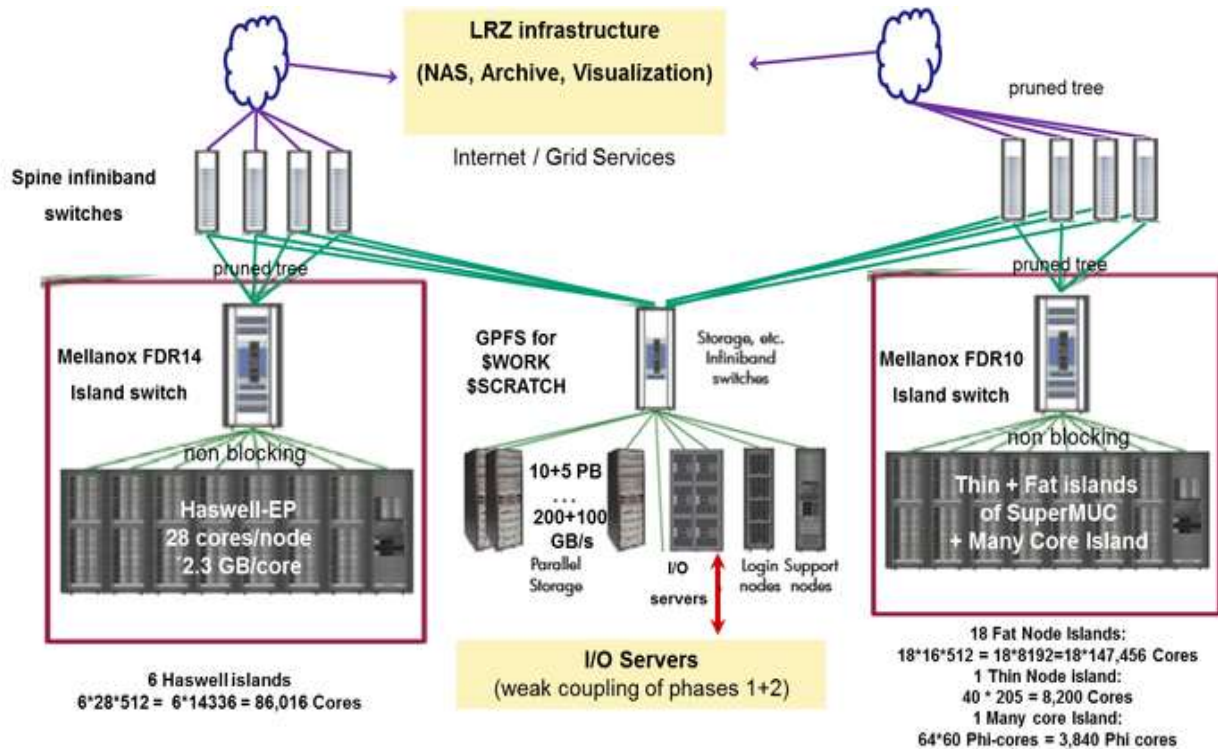 LRZ infrastructure
(NAS, Archive, Visualization)
Internet / Grid Services
pruned tree
Spine infiniband
switches
pruned tree
pruned tree
Mellanox FDR14
Island switch
non blocking
Haswell-EP
28 cores/node
2.3 GB/core
6 Haswell islands
6*28*512 = 6*14336 = 86,016 Cores
GPFS for
$WORK
$SCRATCH
Storage, etc.
Infiniband
switches
10+5 PB
...
200+100
GB/s
Parallel
Storage
I/O
servers
Login
nodes
Support
nodes
I/O Servers
(weak coupling of phases 1+2)
Mellanox FDR10
Island switch
non blocking
Thin + Fat islands
of SuperMUC
+ Many Core Island
18 Fat Node Islands:
18*16*512 = 18*8192=18*147,456 Cores
1 Thin Node Island:
40 * 205 = 8,200 Cores
1 Many core Island:
64*60 Phi-cores = 3,840 Phi cores